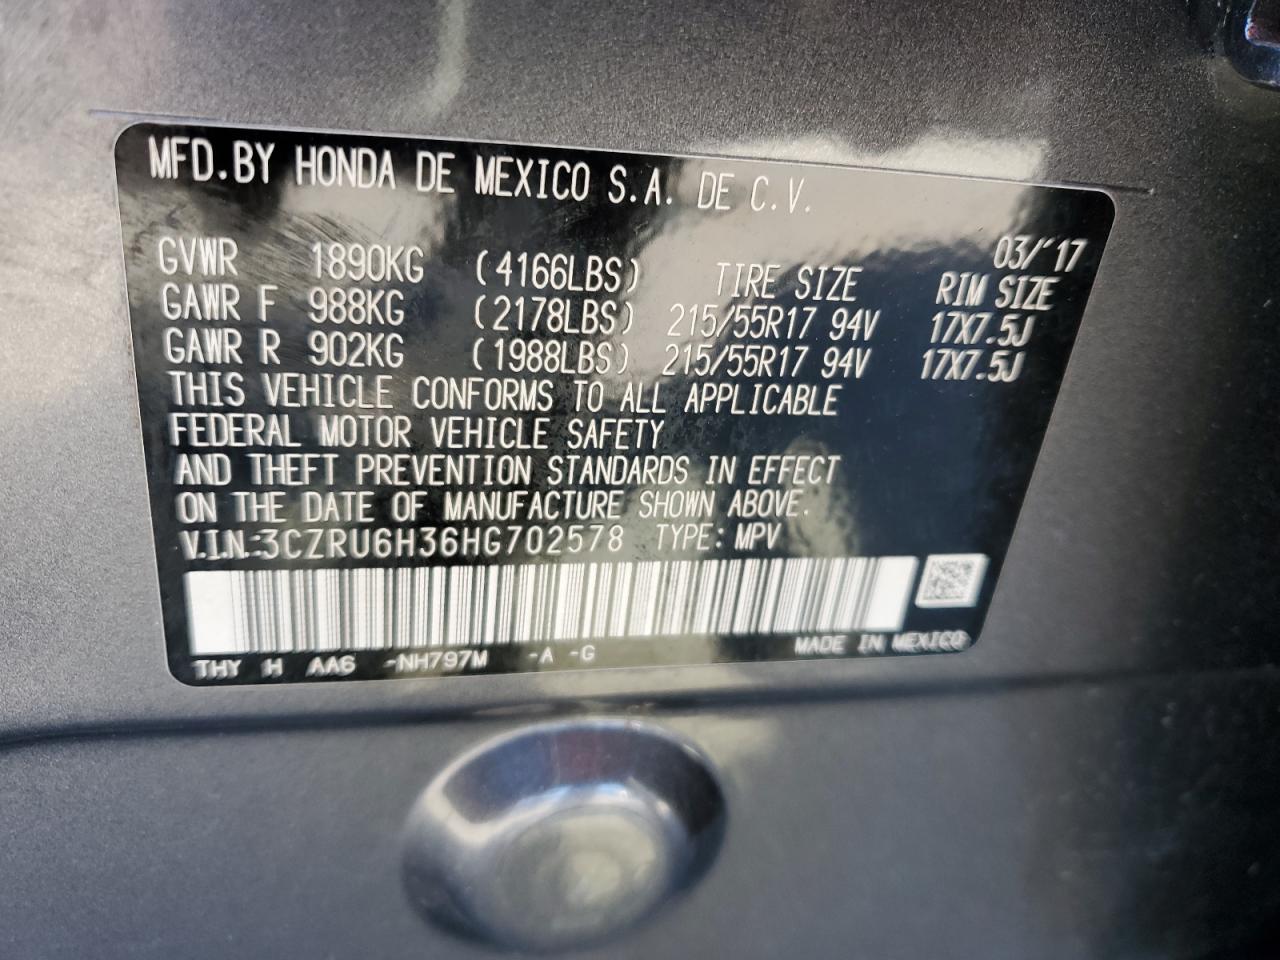 MFD.BY HONDA DE MEXICO S.A. DE C.V.
03/'17
GVWR 1890KG (4166LBS) TIRE SIZE RIM SIZE
GAWR F 988KG (2178LBS) 215/55R17 94V 17X7.5J
GAWR R 902KG (1988LBS) 215/55R17 94V 17X7.5J
THIS VEHICLE CONFORMS TO ALL APPLICABLE
FEDERAL MOTOR VEHICLE SAFETY
AND THEFT PREVENTION STANDARDS IN EFFECT
ON THE DATE OF MANUFACTURE SHOWN ABOVE.
V.I.N.:3CZRU6H36HG702578 TYPE: MPV
THY H AA6 -NH797M -A -G MADE IN MEXICO